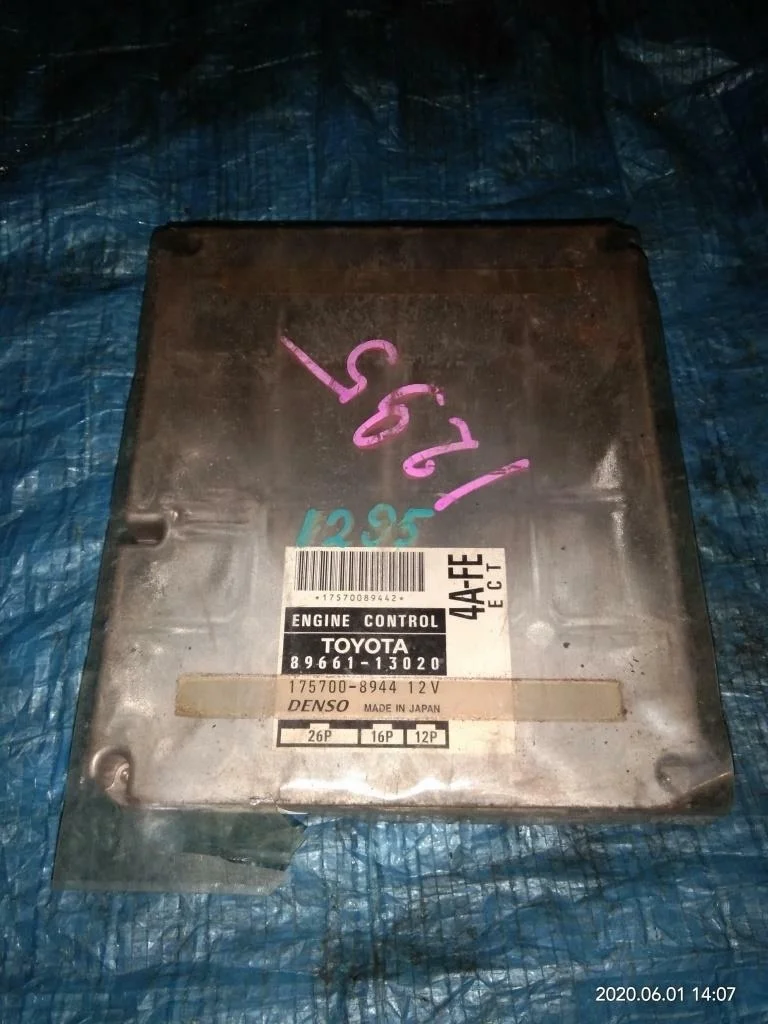 1295
1295
*17570089442*
4A-FE
ECT
ENGINE CONTROL
TOYOTA
89661-13020
175700-8944 12V
DENSO MADE IN JAPAN
26P 16P 12P
2020.06.01 14:07